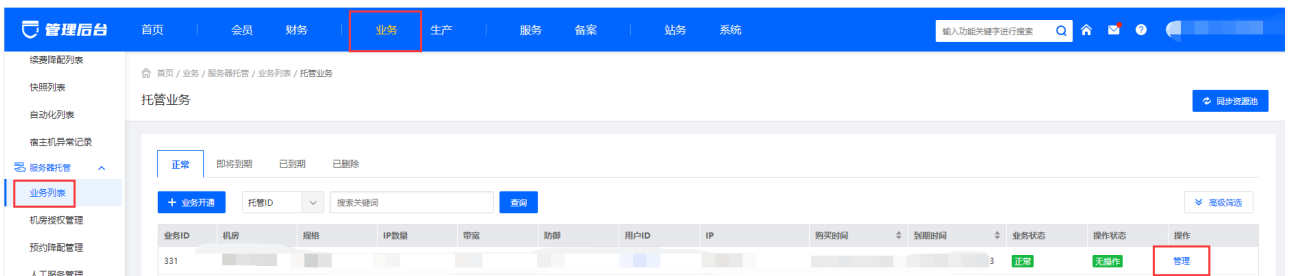 管理后台 首页 会员 财务 业务 生产 服务 备案 站务 系统 输入功能关键字进行搜索
续费降配列表
快照列表
自动化列表
宿主机异常记录
服务器托管
业务列表
机房授权管理
预约降配管理
人工服务管理
首页 / 业务 / 服务器托管 / 业务列表 / 托管业务
托管业务 同步资源池
正常 即将到期 已到期 已删除
+ 业务开通 托管ID 搜索关键词 查询 高级筛选
业务ID 机房 规格 IP数量 带宽 防御 用户ID IP 购买时间 到期时间 业务状态 操作状态 操作
331 3 正常 无操作 管理